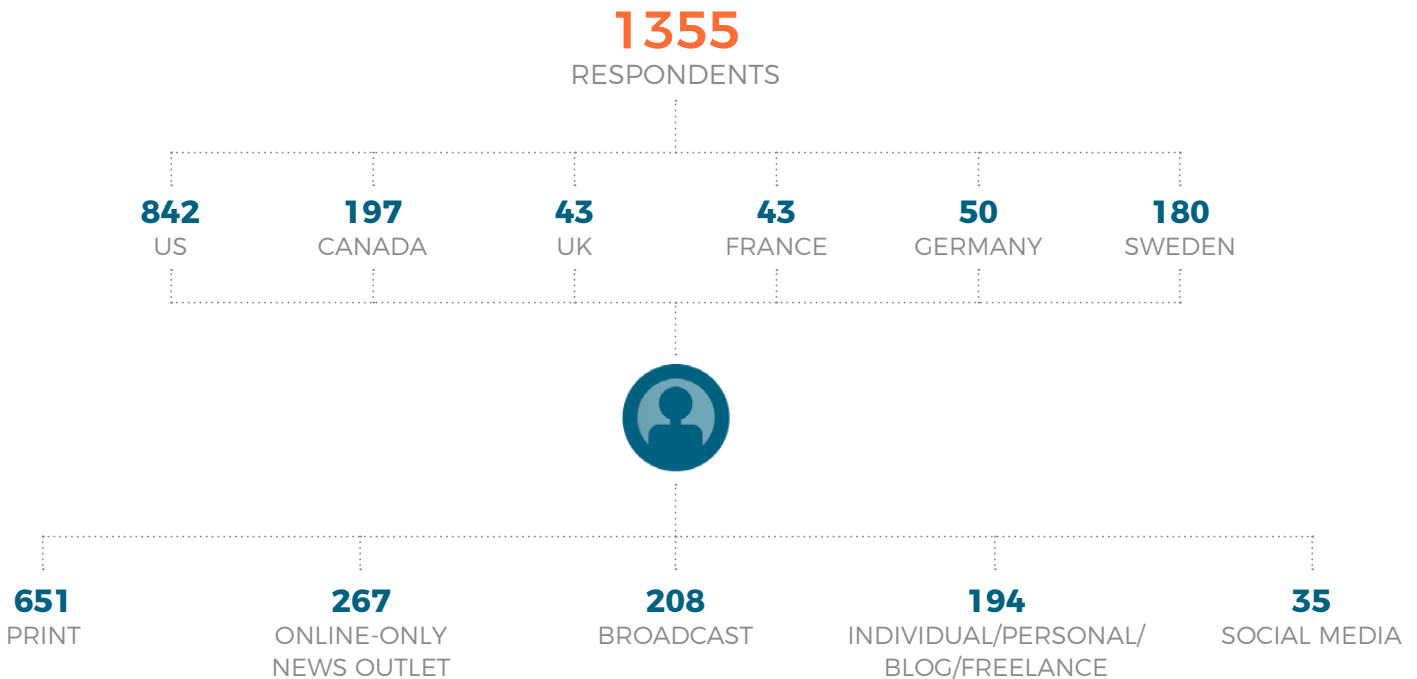 1355
RESPONDENTS
842
US
197
CANADA
43
UK
43
FRANCE
50
GERMANY
180
SWEDEN
651
PRINT
267
ONLINE-ONLY
NEWS OUTLET
208
BROADCAST
194
INDIVIDUAL/PERSONAL/
BLOG/FREELANCE
35
SOCIAL MEDIA